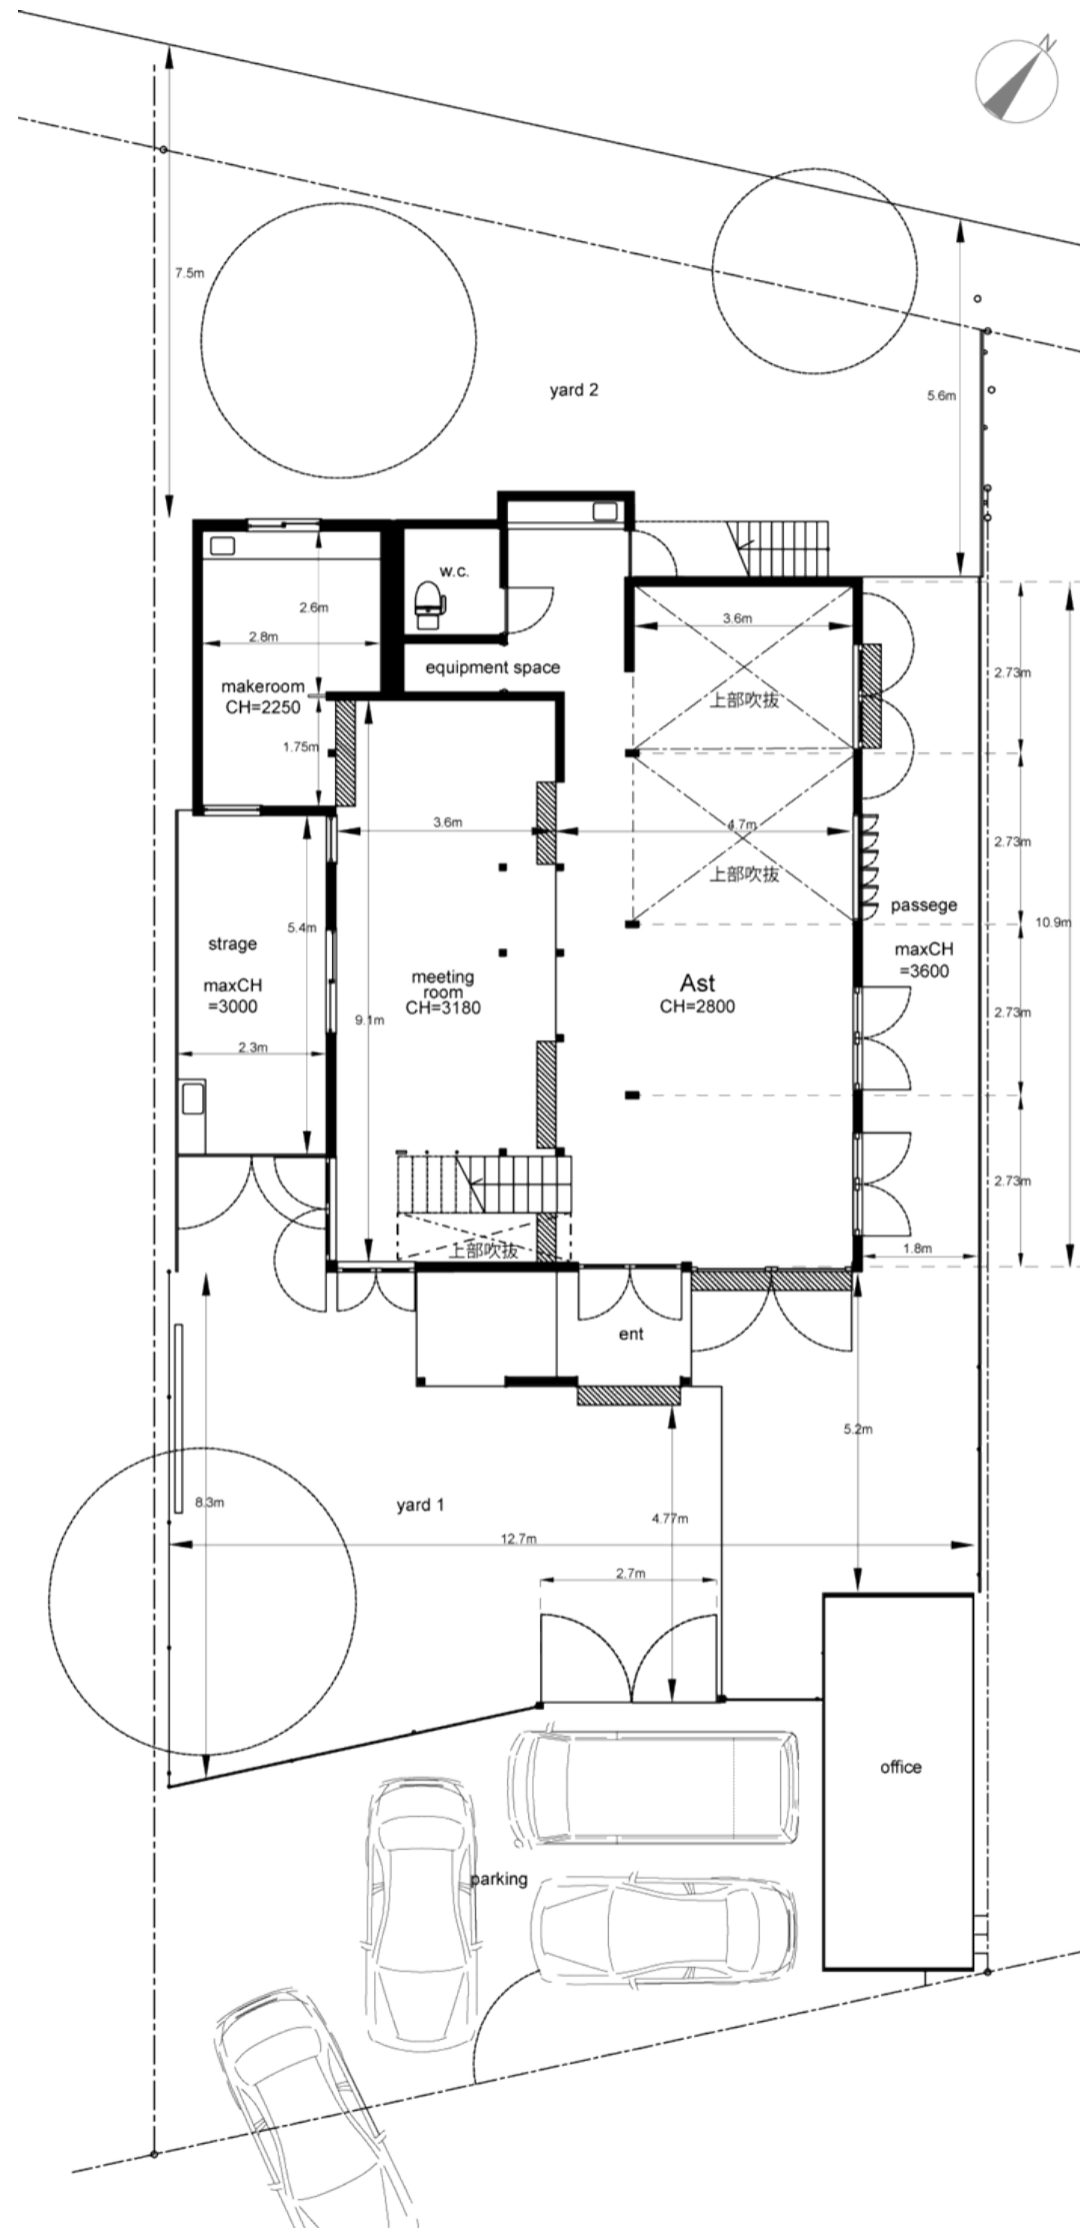 N
7.5m
5.6m
yard 2
w.c.
2.6m
2.8m
3.6m
equipment space
makeroom
CH=2250
2.73m
上部吹抜
1.75m
3.6m
4.7m
2.73m
上部吹抜
passege
10.9m
5.4m
strage
maxCH
=3600
meeting
room
CH=3180
Ast
CH=2800
maxCH
=3000
9.1m
2.73m
2.3m
2.73m
上部吹抜
1.8m
ent
5.2m
8.3m
yard 1
4.77m
12.7m
2.7m
office
parking